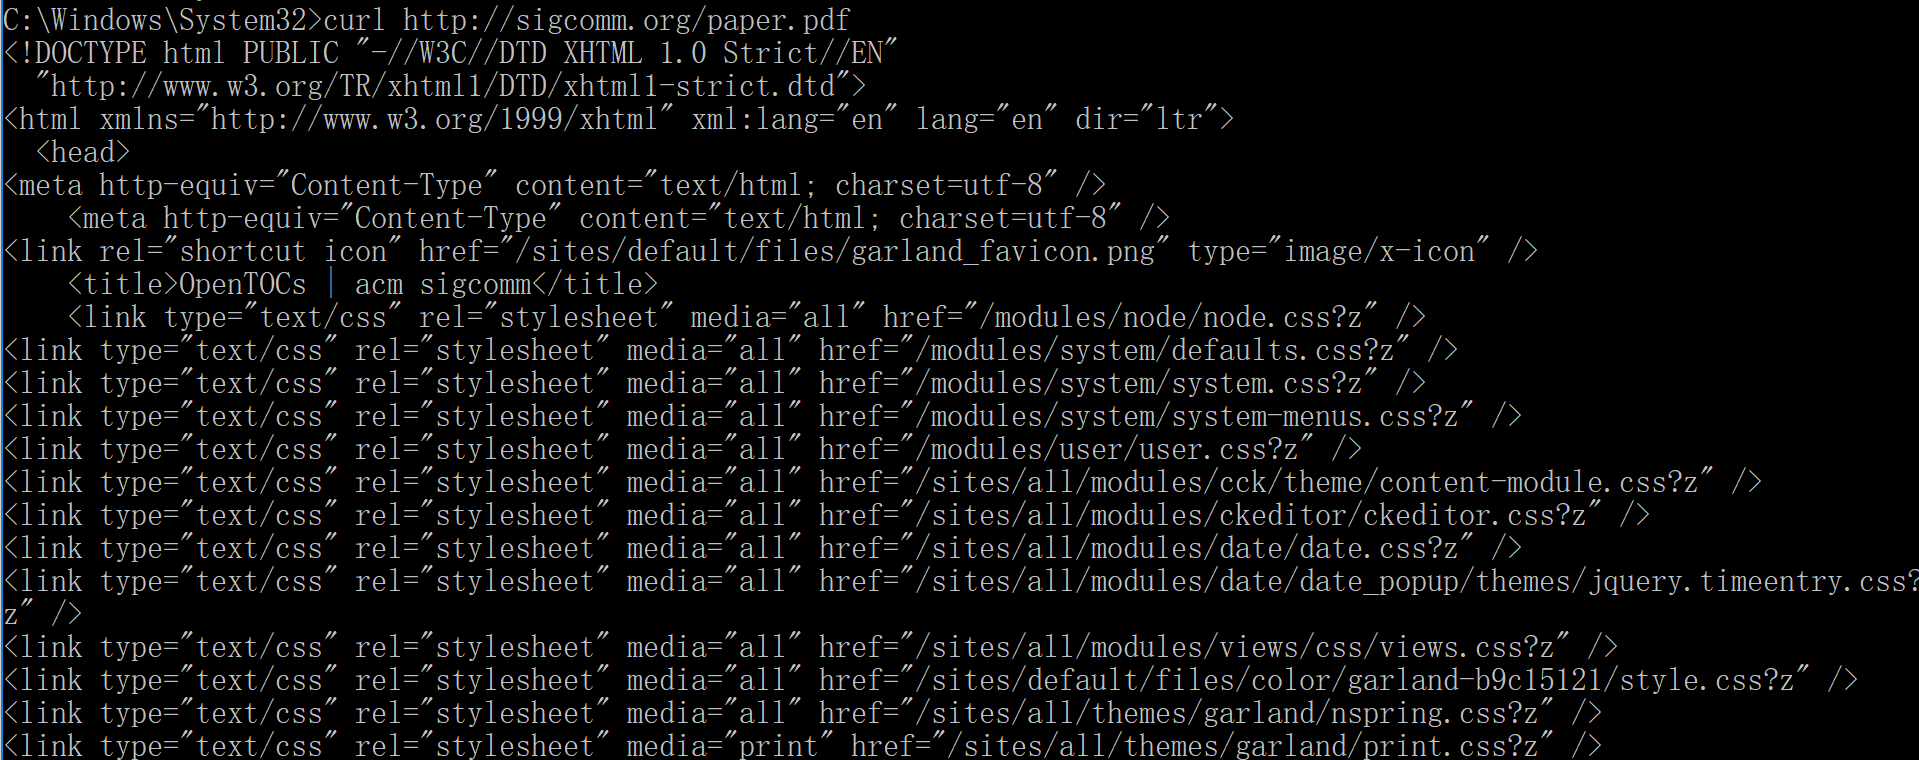 C:\Windows\System32>curl http://sigcomm.org/paper.pdf
<!DOCTYPE html PUBLIC "-//W3C//DTD XHTML 1.0 Strict//EN"
  "http://www.w3.org/TR/xhtml1/DTD/xhtml1-strict.dtd">
<html xmlns="http://www.w3.org/1999/xhtml" xml:lang="en" lang="en" dir="ltr">
  <head>
<meta http-equiv="Content-Type" content="text/html; charset=utf-8" />
    <meta http-equiv="Content-Type" content="text/html; charset=utf-8" />
<link rel="shortcut icon" href="/sites/default/files/garland_favicon.png" type="image/x-icon" />
    <title>OpenTOCs | acm sigcomm</title>
    <link type="text/css" rel="stylesheet" media="all" href="/modules/node/node.css?z" />
<link type="text/css" rel="stylesheet" media="all" href="/modules/system/defaults.css?z" />
<link type="text/css" rel="stylesheet" media="all" href="/modules/system/system.css?z" />
<link type="text/css" rel="stylesheet" media="all" href="/modules/system/system-menus.css?z" />
<link type="text/css" rel="stylesheet" media="all" href="/modules/user/user.css?z" />
<link type="text/css" rel="stylesheet" media="all" href="/sites/all/modules/cck/theme/content-module.css?z" />
<link type="text/css" rel="stylesheet" media="all" href="/sites/all/modules/ckeditor/ckeditor.css?z" />
<link type="text/css" rel="stylesheet" media="all" href="/sites/all/modules/date/date.css?z" />
<link type="text/css" rel="stylesheet" media="all" href="/sites/all/modules/date/date_popup/themes/jquery.timeentry.css?
z" />
<link type="text/css" rel="stylesheet" media="all" href="/sites/all/modules/views/css/views.css?z" />
<link type="text/css" rel="stylesheet" media="all" href="/sites/default/files/color/garland-b9c15121/style.css?z" />
<link type="text/css" rel="stylesheet" media="all" href="/sites/all/themes/garland/nspring.css?z" />
<link type="text/css" rel="stylesheet" media="print" href="/sites/all/themes/garland/print.css?z" />